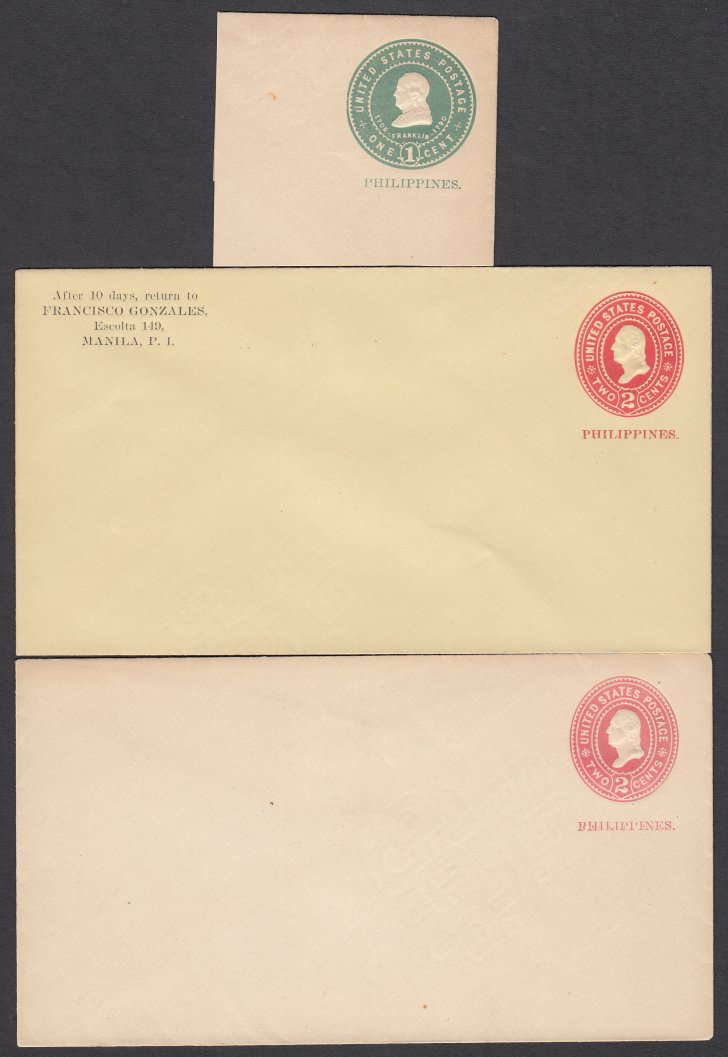 UNITED STATES POSTAGE
1706 - FRANKLIN - 1790
ONE 1 CENT
PHILIPPINES.
After 10 days, return to
FRANCISCO GONZALES,
Escolta 149,
MANILA, P. I.
UNITED STATES POSTAGE
TWO 2 CENTS
PHILIPPINES.
UNITED STATES POSTAGE
TWO 2 CENTS
PHILIPPINES.